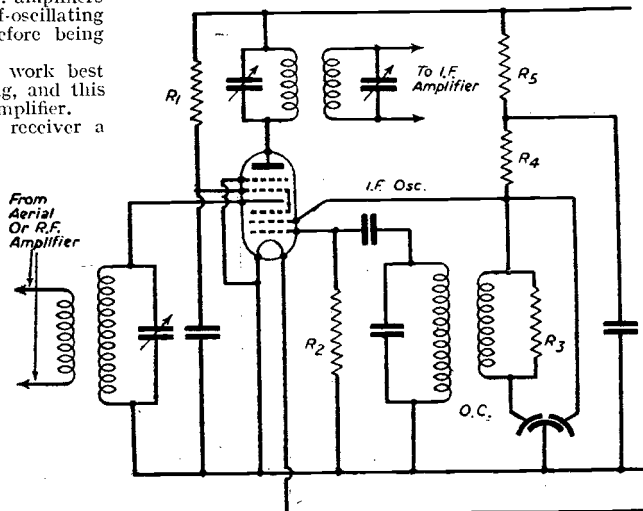 amplifiers
f-oscillating
efore being
work best
g, and this
mplifier.
receiver a
R1
To I.F.
Amplifier
R5
R4
I.F. Osc.
From
Aerial
Or R.F.
Amplifier
R2
R3
O.C.